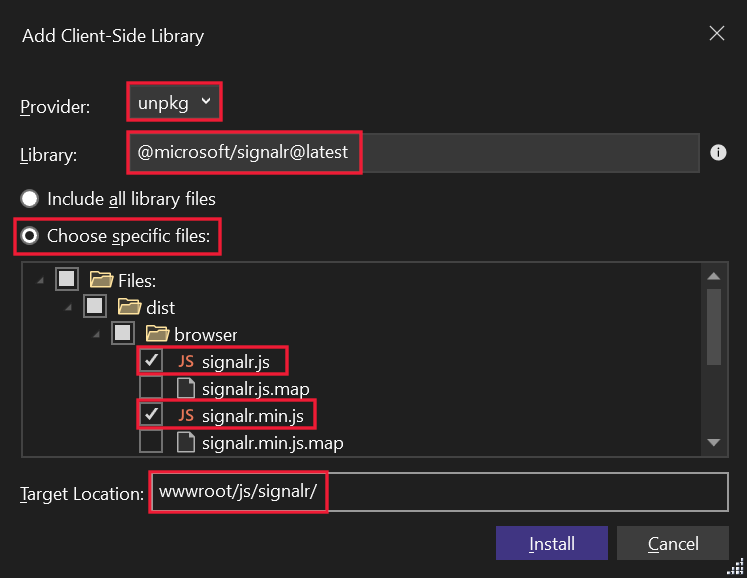 Add Client-Side Library
Provider: unpkg
Library: @microsoft/signalr@latest
Include all library files
Choose specific files:
Files:
dist
browser
JS signalr.js
signalr.js.map
JS signalr.min.js
signalr.min.js.map
Target Location: wwwroot/js/signalr/
Install Cancel